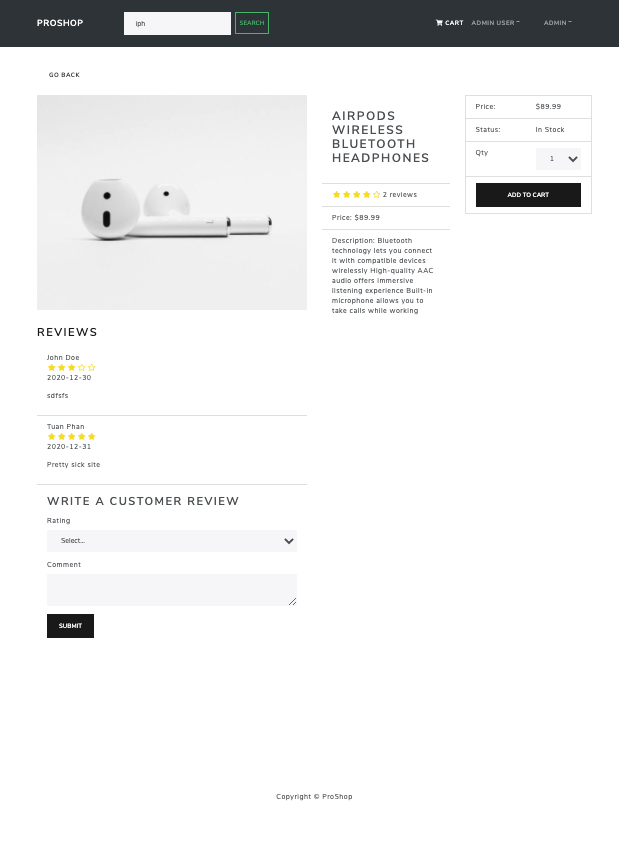 PROSHOP
iph
SEARCH
CART
ADMIN USER
ADMIN
GO BACK
AIRPODS
WIRELESS
BLUETOOTH
HEADPHONES
2 reviews
Price: $89.99
Description: Bluetooth
technology lets you connect
it with compatible devices
wirelessly High-quality AAC
audio offers immersive
listening experience Built-in
microphone allows you to
take calls while working
Price: $89.99
Status: In Stock
Qty 1
ADD TO CART
REVIEWS
John Doe
2020-12-30
sdfsfs
Tuan Phan
2020-12-31
Pretty sick site
WRITE A CUSTOMER REVIEW
Rating
Select...
Comment
SUBMIT
Copyright © ProShop